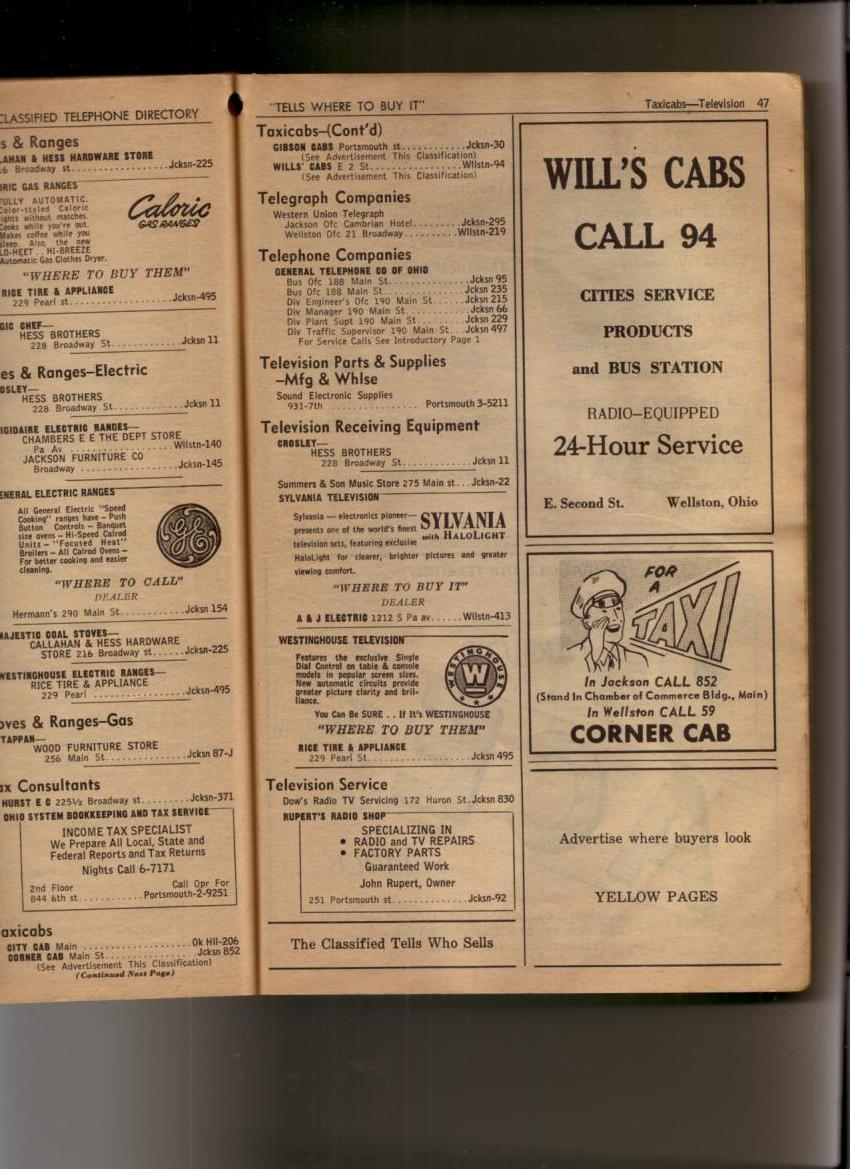 CLASSIFIED TELEPHONE DIRECTORY
s & Ranges
LAHAN & HESS HARDWARE STORE
6 Broadway st...................Jcksn-225
RIC GAS RANGES
FULLY AUTOMATIC.
Color-styled Caloric
ights without matches.
Cooks while you're out.
Makes coffee while you
sleep. Also, the new
LO-HEET . . HI-BREEZE
Automatic Gas Clothes Dryer.
Caloric
GAS RANGES
"WHERE TO BUY THEM"
RICE TIRE & APPLIANCE
229 Pearl st....................Jcksn-495
GIC CHEF—
HESS BROTHERS
228 Broadway St.............Jcksn 11
es & Ranges–Electric
OSLEY—
HESS BROTHERS
228 Broadway St.............Jcksn 11
IGIDAIRE ELECTRIC RANGES—
CHAMBERS E E THE DEPT STORE
Pa Av ....................Wllstn-140
JACKSON FURNITURE CO
Broadway ..................Jcksn-145
ENERAL ELECTRIC RANGES
All General Electric "Speed
Cooking" ranges have – Push
Button Controls – Banquet
size ovens – Hi-Speed Calrod
Units – "Focused Heat"
Broilers – All Calrod Ovens –
For better cooking and easier
cleaning.
GE
"WHERE TO CALL"
DEALER
Hermann's 290 Main St............Jcksn 154
MAJESTIC COAL STOVES—
CALLAHAN & HESS HARDWARE
STORE 216 Broadway st......Jcksn-225
WESTINGHOUSE ELECTRIC RANGES—
RICE TIRE & APPLIANCE
229 Pearl ..................Jcksn-495
oves & Ranges–Gas
TAPPAN—
WOOD FURNITURE STORE
256 Main St...............Jcksn 87-J
ax Consultants
HURST E C 225½ Broadway st.........Jcksn-371
OHIO SYSTEM BOOKKEEPING AND TAX SERVICE
INCOME TAX SPECIALIST
We Prepare All Local, State and
Federal Reports and Tax Returns
Nights Call 6-7171
2nd Floor Call Opr For
844 6th st............Portsmouth-2-9251
axicabs
CITY CAB Main ....................Ok Hll-206
CORNER CAB Main St.................Jcksn 852
(See Advertisement This Classification)
(Continued Next Page)
"TELLS WHERE TO BUY IT"
Taxicabs—Television 47
Taxicabs–(Cont'd)
GIBSON CABS Portsmouth st............Jcksn-30
(See Advertisement This Classification)
WILLS' CABS E 2 St.................Wllstn-94
(See Advertisement This Classification)
Telegraph Companies
Western Union Telegraph
Jackson Ofc Cambrian Hotel.........Jcksn-295
Wellston Ofc 21 Broadway..........Wllstn-219
Telephone Companies
GENERAL TELEPHONE CO OF OHIO
Bus Ofc 188 Main St................Jcksn 95
Bus Ofc 188 Main St...............Jcksn 235
Div Engineer's Ofc 190 Main St......Jcksn 215
Div Manager 190 Main St.............Jcksn 66
Div Plant Supt 190 Main St........Jcksn 229
Div Traffic Supervisor 190 Main St...Jcksn 497
For Service Calls See Introductory Page 1
Television Parts & Supplies
–Mfg & Whlse
Sound Electronic Supplies
931-7th ................ Portsmouth 3-5211
Television Receiving Equipment
CROSLEY—
HESS BROTHERS
228 Broadway St.............Jcksn 11
Summers & Son Music Store 275 Main st...Jcksn-22
SYLVANIA TELEVISION
Sylvania — electronics pioneer—
presents one of the world's finest
television sets, featuring exclusive
SYLVANIA
with HALOLIGHT
HaloLight for clearer, brighter pictures and greater
viewing comfort.
"WHERE TO BUY IT"
DEALER
A & J ELECTRIC 1212 S Pa av......Wllstn-413
WESTINGHOUSE TELEVISION
Features the exclusive Single
Dial Control on table & console
models in popular screen sizes.
New automatic circuits provide
greater picture clarity and bril-
liance.
WESTINGHOUSE
W
You Can Be SURE . . If It's WESTINGHOUSE
"WHERE TO BUY THEM"
RICE TIRE & APPLIANCE
229 Pearl St....................Jcksn 495
Television Service
Dow's Radio TV Servicing 172 Huron St.Jcksn 830
RUPERT'S RADIO SHOP
SPECIALIZING IN
• RADIO and TV REPAIRS
• FACTORY PARTS
Guaranteed Work
John Rupert, Owner
251 Portsmouth st..............Jcksn-92
The Classified Tells Who Sells
WILL'S CABS
CALL 94
CITIES SERVICE
PRODUCTS
and BUS STATION
RADIO–EQUIPPED
24-Hour Service
E. Second St. Wellston, Ohio
FOR
A
TAXI
In Jackson CALL 852
(Stand In Chamber of Commerce Bldg., Main)
In Wellston CALL 59
CORNER CAB
Advertise where buyers look
YELLOW PAGES